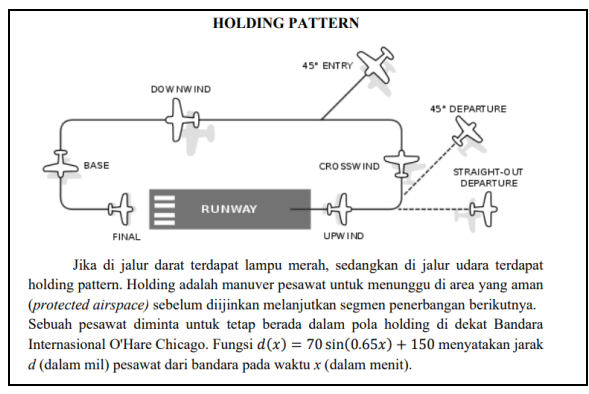 HOLDING PATTERN
45° ENTRY
DOWNWIND
45° DEPARTURE
BASE
CROSSWIND
STRAIGHT-OUT
DEPARTURE
RUNWAY
FINAL
UPWIND
Jika di jalur darat terdapat lampu merah, sedangkan di jalur udara terdapat
holding pattern. Holding adalah manuver pesawat untuk menunggu di area yang aman
(protected airspace) sebelum diijinkan melanjutkan segmen penerbangan berikutnya.
Sebuah pesawat diminta untuk tetap berada dalam pola holding di dekat Bandara
Internasional O'Hare Chicago. Fungsi d(x) = 70 sin(0.65x) + 150 menyatakan jarak
d (dalam mil) pesawat dari bandara pada waktu x (dalam menit).